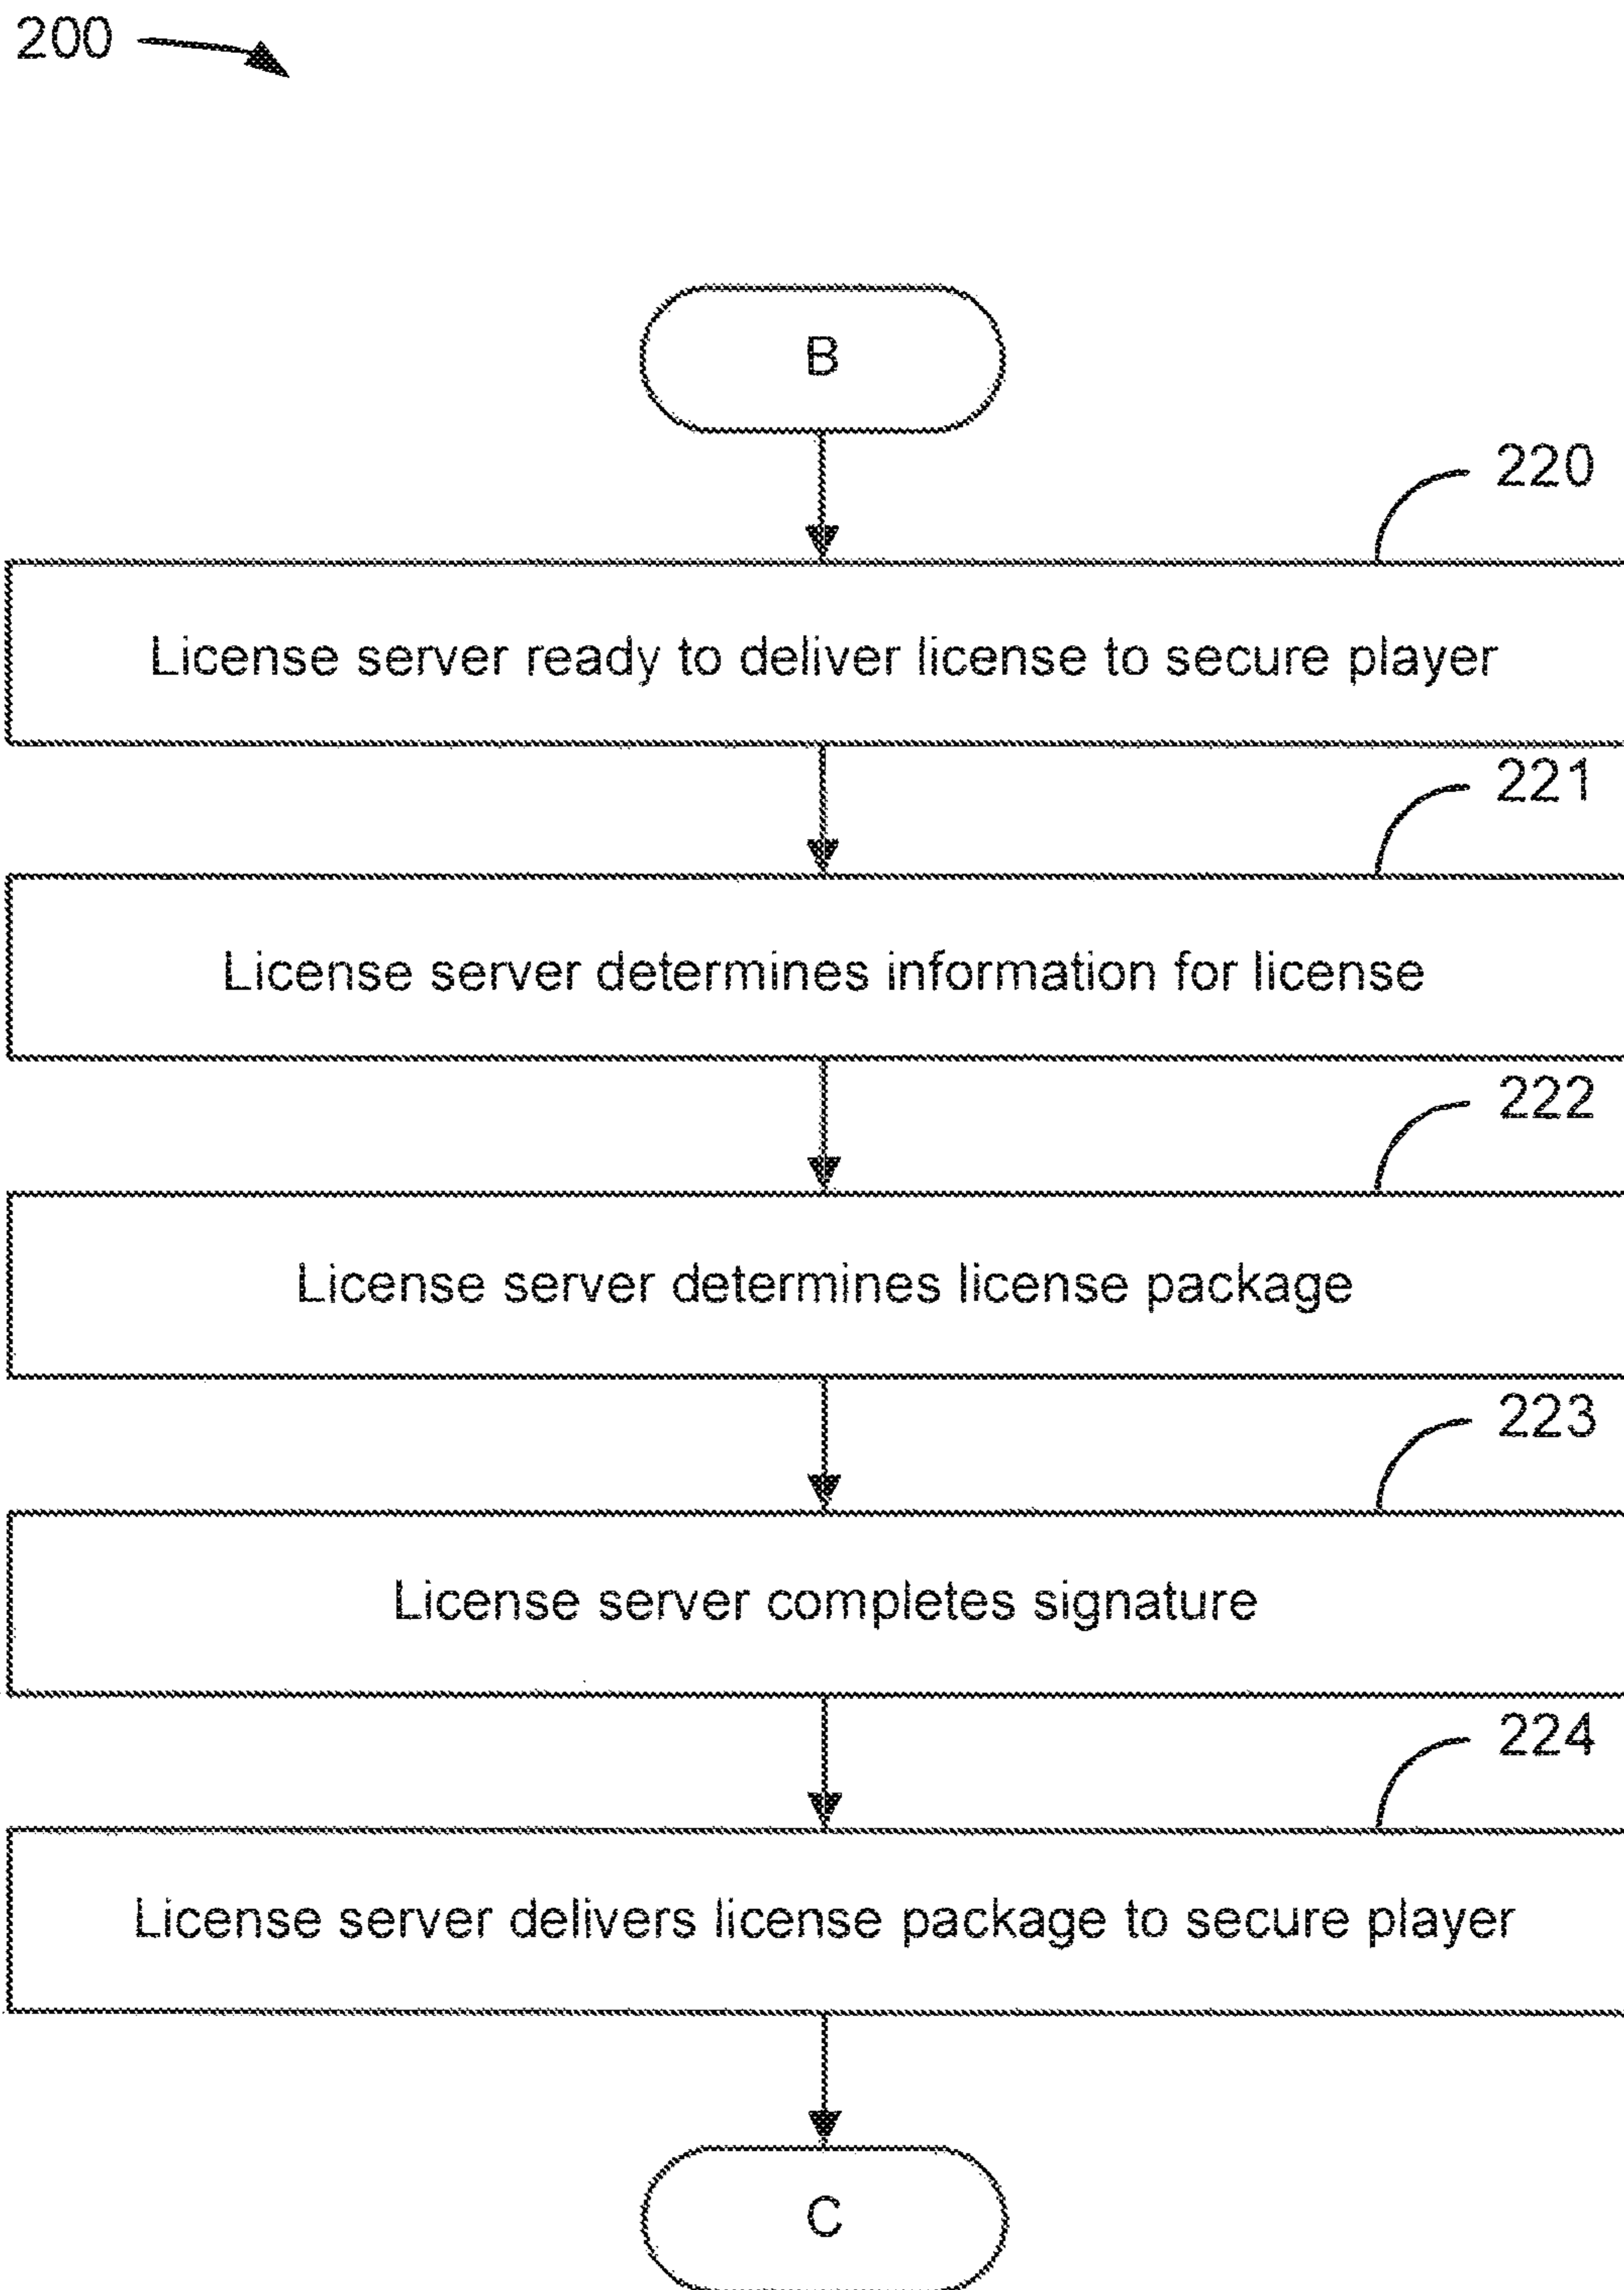 200
B
220
License server ready to deliver license to secure player
221
License server determines information for license
222
License server determines license package
223
License server completes signature
224
License server delivers license package to secure player
C